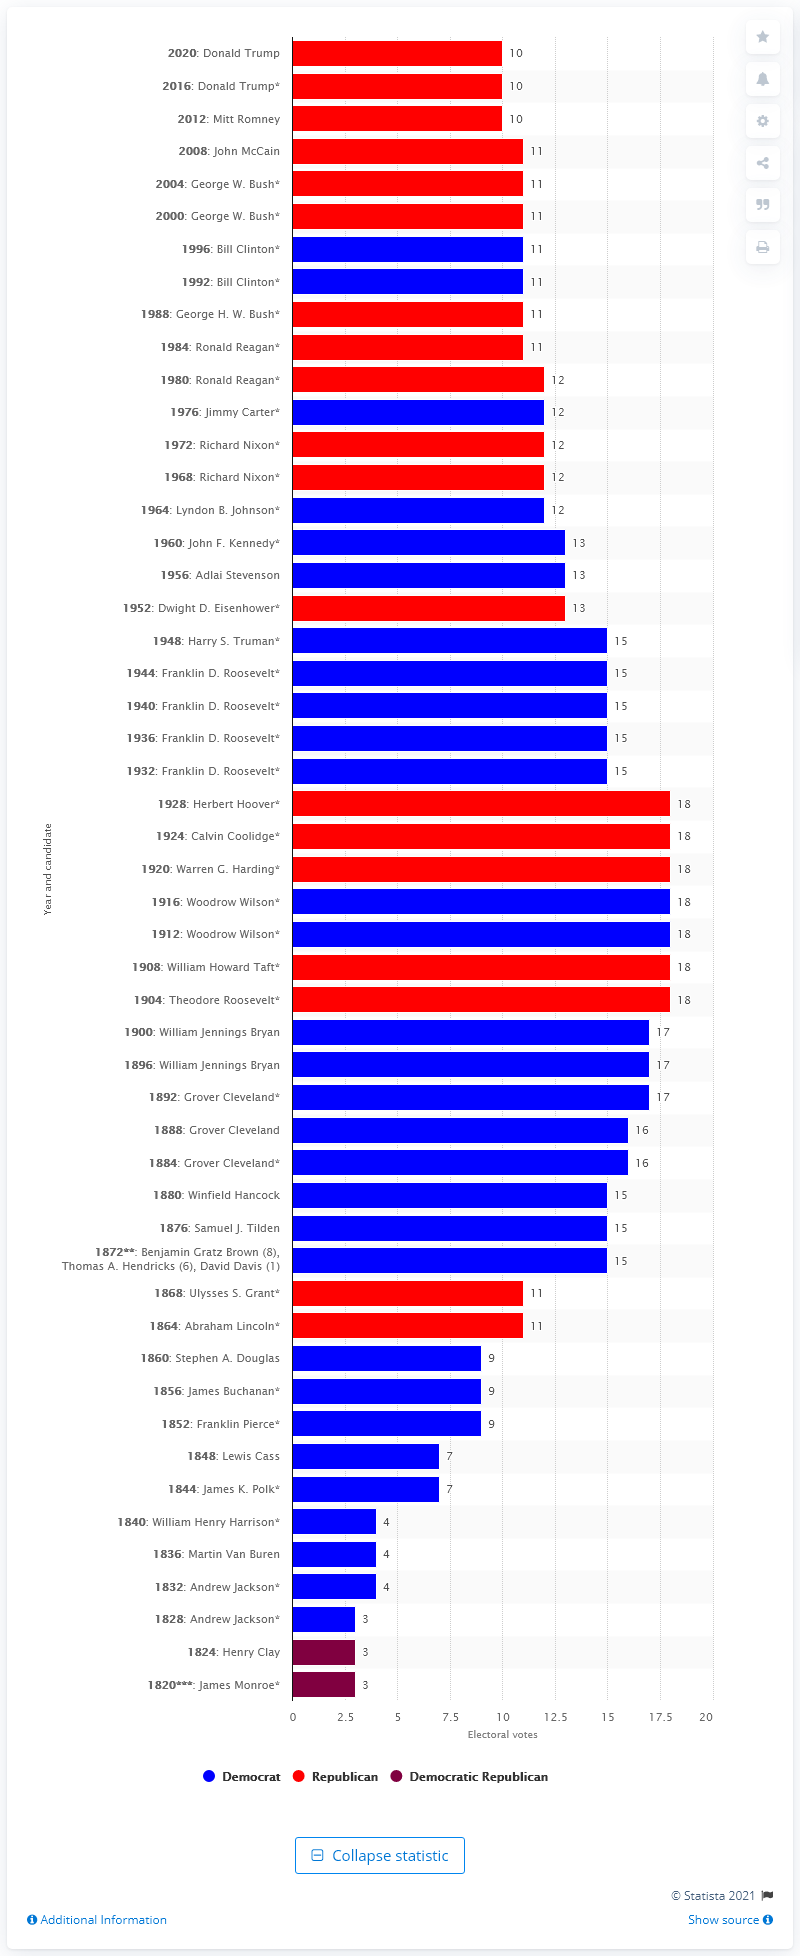 2020: Donald Trump 10
2016: Donald Trump* 10
2012: Mitt Romney 10
2008: John McCain 11
2004: George W. Bush* 11
2000: George W. Bush* 11
1996: Bill Clinton* 11
1992: Bill Clinton* 11
1988: George H. W. Bush* 11
1984: Ronald Reagan* 11
1980: Ronald Reagan* 12
1976: Jimmy Carter* 12
1972: Richard Nixon* 12
1968: Richard Nixon* 12
1964: Lyndon B. Johnson* 12
1960: John F. Kennedy* 13
1956: Adlai Stevenson 13
1952: Dwight D. Eisenhower* 13
1948: Harry S. Truman* 15
1944: Franklin D. Roosevelt* 15
1940: Franklin D. Roosevelt* 15
1936: Franklin D. Roosevelt* 15
1932: Franklin D. Roosevelt* 15
1928: Herbert Hoover* 18
1924: Calvin Coolidge* 18
1920: Warren G. Harding* 18
1916: Woodrow Wilson* 18
1912: Woodrow Wilson* 18
1908: William Howard Taft* 18
1904: Theodore Roosevelt* 18
1900: William Jennings Bryan 17
1896: William Jennings Bryan 17
1892: Grover Cleveland* 17
1888: Grover Cleveland 16
1884: Grover Cleveland* 16
1880: Winfield Hancock 15
1876: Samuel J. Tilden 15
1872**: Benjamin Gratz Brown (8),
Thomas A. Hendricks (6), David Davis (1) 15
1868: Ulysses S. Grant* 11
1864: Abraham Lincoln* 11
1860: Stephen A. Douglas 9
1856: James Buchanan* 9
1852: Franklin Pierce* 9
1848: Lewis Cass 7
1844: James K. Polk* 7
1840: William Henry Harrison* 4
1836: Martin Van Buren 4
1832: Andrew Jackson* 4
1828: Andrew Jackson* 3
1824: Henry Clay 3
1820***: James Monroe* 3
Year and candidate
0 2.5 5 7.5 10 12.5 15 17.5 20
Electoral votes
Democrat Republican Democratic Republican
Collapse statistic
© Statista 2021
Additional Information Show source